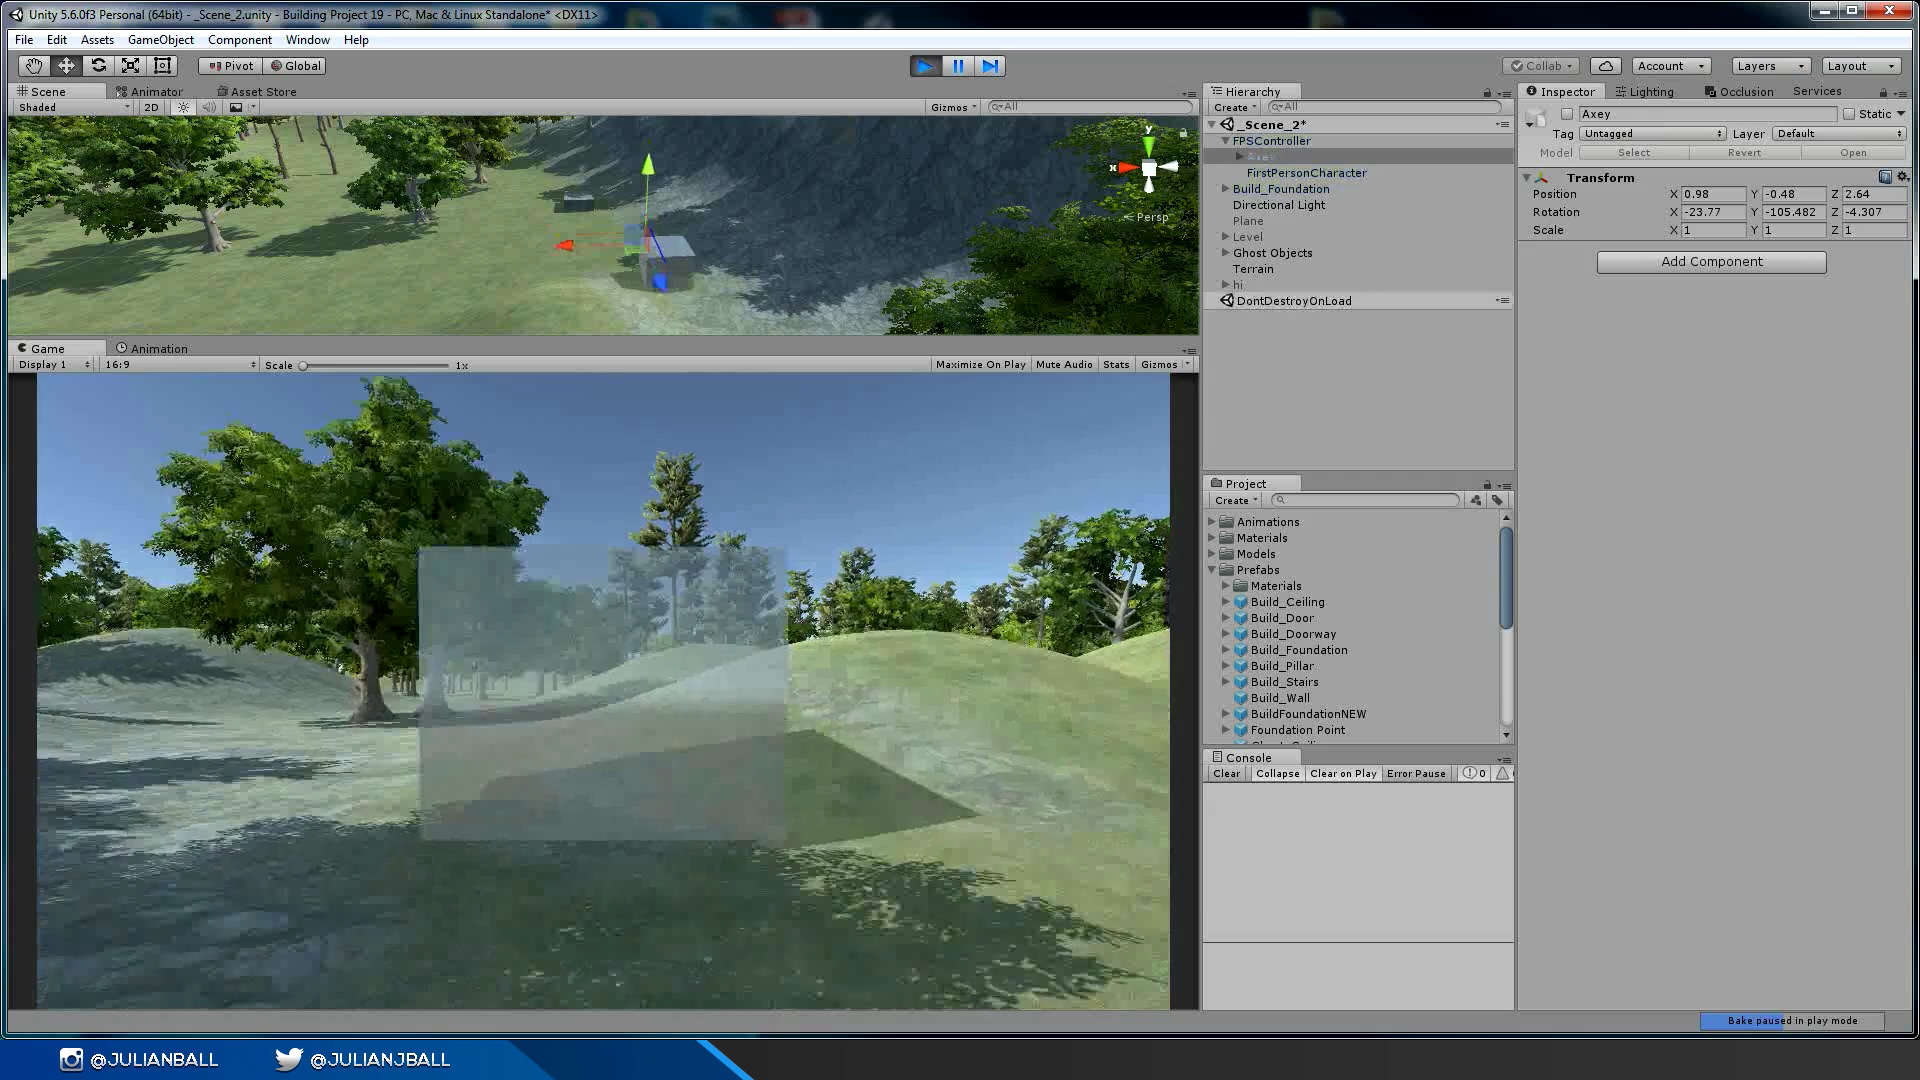 Unity 5.6.0f3 Personal (64bit) - _Scene_2.unity - Building Project 19 - PC, Mac & Linux Standalone* <DX11>
File Edit Assets GameObject Component Window Help
Pivot Global Collab Account Layers Layout
Scene Animator Asset Store
Shaded 2D Gizmos All
y
x
Persp
Game Animation
Display 1 16:9 Scale 1x Maximize On Play Mute Audio Stats Gizmos
Hierarchy
Create All
_Scene_2*
FPSController
Axey
FirstPersonCharacter
Build_Foundation
Directional Light
Plane
Level
Ghost Objects
Terrain
hi
DontDestroyOnLoad
Project
Create
Animations
Materials
Models
Prefabs
Materials
Build_Ceiling
Build_Door
Build_Doorway
Build_Foundation
Build_Pillar
Build_Stairs
Build_Wall
BuildFoundationNEW
Foundation Point
Console
Clear Collapse Clear on Play Error Pause 0
Inspector Lighting Occlusion Services
Axey Static
Tag Untagged Layer Default
Model Select Revert Open
Transform
Position X 0.98 Y -0.48 Z 2.64
Rotation X -23.77 Y -105.482 Z -4.307
Scale X 1 Y 1 Z 1
Add Component
Bake paused in play mode
@JULIANBALL @JULIANJBALL